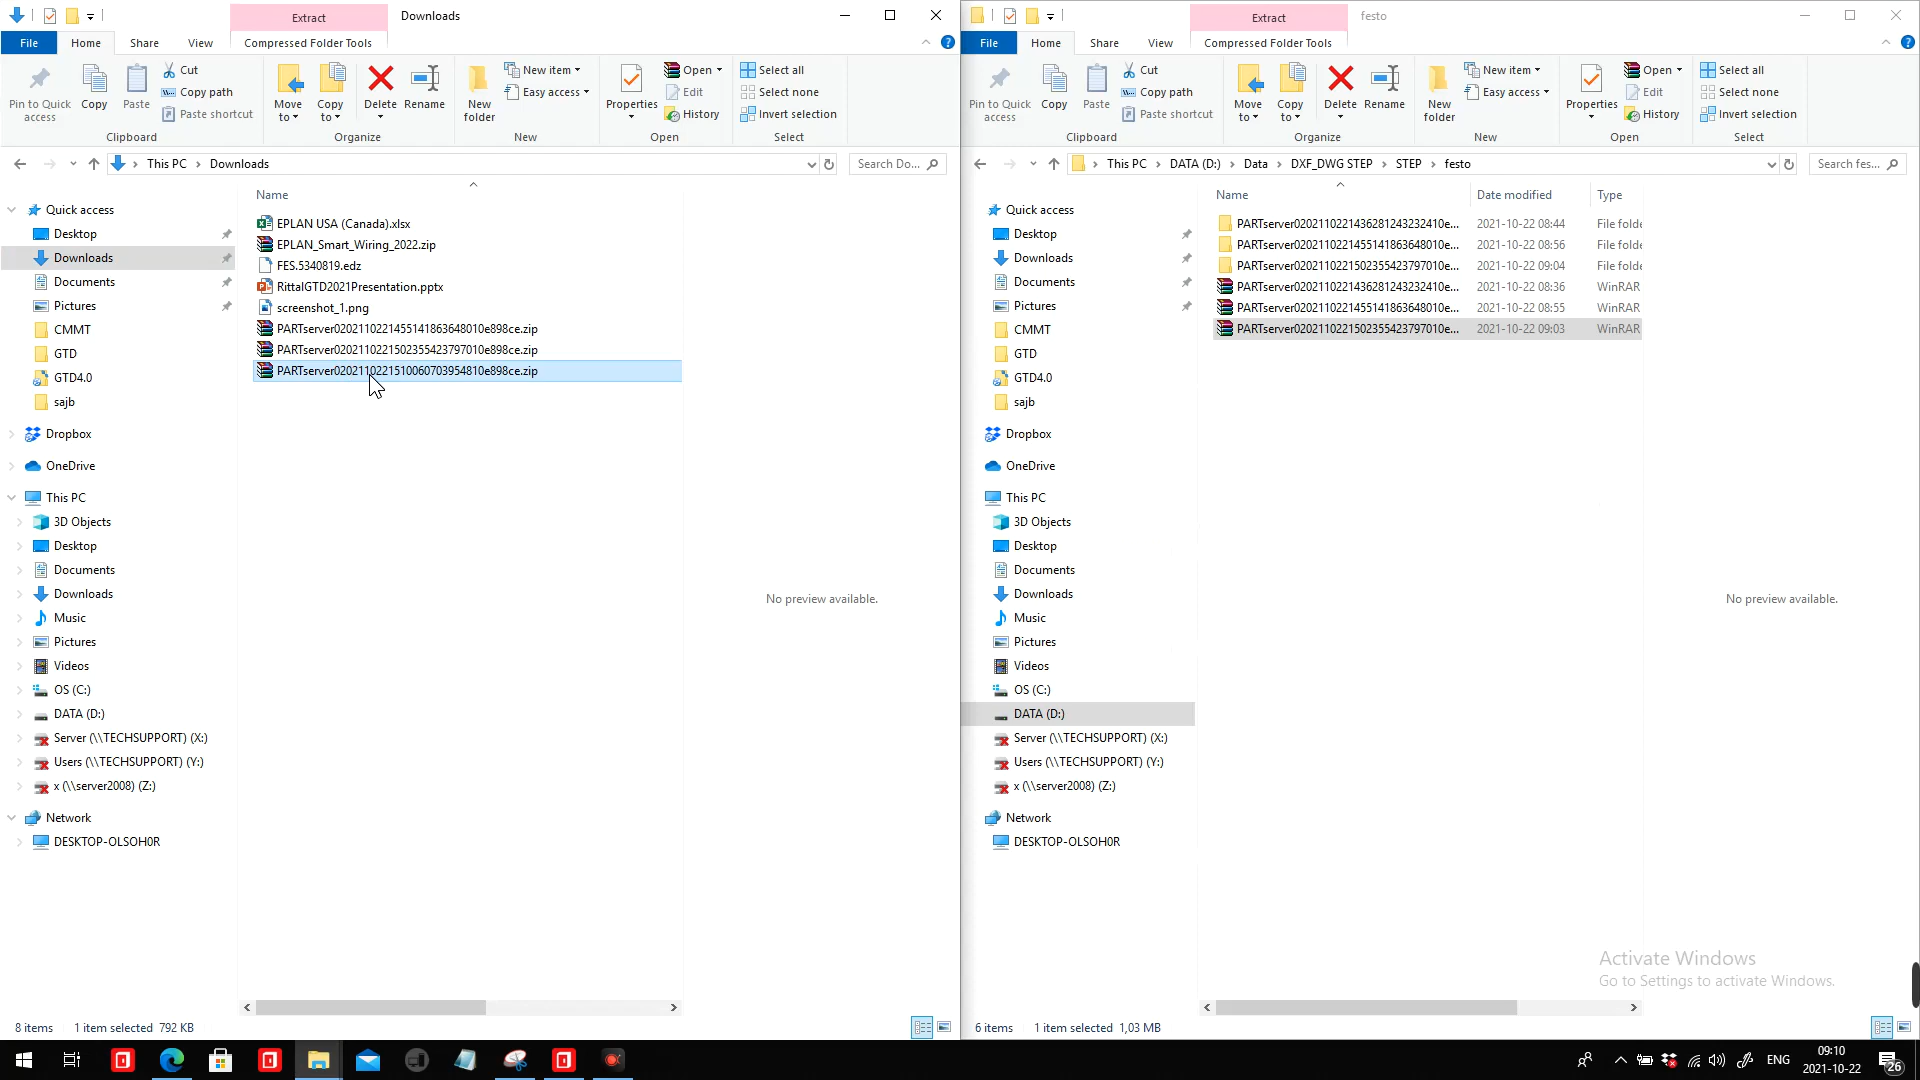 Extract
Downloads
File
Home
Share
View
Compressed Folder Tools
Pin to Quick access
Copy
Paste
Cut
Copy path
Paste shortcut
Move to
Copy to
Delete
Rename
New folder
New item
Easy access
Properties
Open
Edit
History
Select all
Select none
Invert selection
Clipboard
Organize
New
Open
Select
This PC
Downloads
Search Do...
Quick access
Desktop
Downloads
Documents
Pictures
CMMT
GTD
GTD4.0
sajb
Dropbox
OneDrive
This PC
3D Objects
Desktop
Documents
Downloads
Music
Pictures
Videos
OS (C:)
DATA (D:)
Server (\\TECHSUPPORT) (X:)
Users (\\TECHSUPPORT) (Y:)
x (\\server2008) (Z:)
Network
DESKTOP-OLSOH0R
Name
EPLAN USA (Canada).xlsx
EPLAN_Smart_Wiring_2022.zip
FES.5340819.edz
RittalGTD2021Presentation.pptx
screenshot_1.png
PARTserver0202110221455141863648010e898ce.zip
PARTserver0202110221502355423797010e898ce.zip
PARTserver0202110221510060703954810e898ce.zip
No preview available.
8 items
1 item selected 792 KB
Extract
festo
File
Home
Share
View
Compressed Folder Tools
Pin to Quick access
Copy
Paste
Cut
Copy path
Paste shortcut
Move to
Copy to
Delete
Rename
New folder
New item
Easy access
Properties
Open
Edit
History
Select all
Select none
Invert selection
Clipboard
Organize
New
Open
Select
This PC
DATA (D:)
Data
DXF_DWG STEP
STEP
festo
Search fes...
Quick access
Desktop
Downloads
Documents
Pictures
CMMT
GTD
GTD4.0
sajb
Dropbox
OneDrive
This PC
3D Objects
Desktop
Documents
Downloads
Music
Pictures
Videos
OS (C:)
DATA (D:)
Server (\\TECHSUPPORT) (X:)
Users (\\TECHSUPPORT) (Y:)
x (\\server2008) (Z:)
Network
DESKTOP-OLSOH0R
Name Date modified Type
PARTserver0202110221436281243232410e... 2021-10-22 08:44 File folde
PARTserver0202110221455141863648010e... 2021-10-22 08:56 File folde
PARTserver0202110221502355423797010e... 2021-10-22 09:04 File folde
PARTserver0202110221436281243232410e... 2021-10-22 08:36 WinRAR
PARTserver0202110221455141863648010e... 2021-10-22 08:55 WinRAR
PARTserver0202110221502355423797010e... 2021-10-22 09:03 WinRAR
No preview available.
Activate Windows
Go to Settings to activate Windows.
6 items
1 item selected 1,03 MB
ENG
09:10
2021-10-22
26